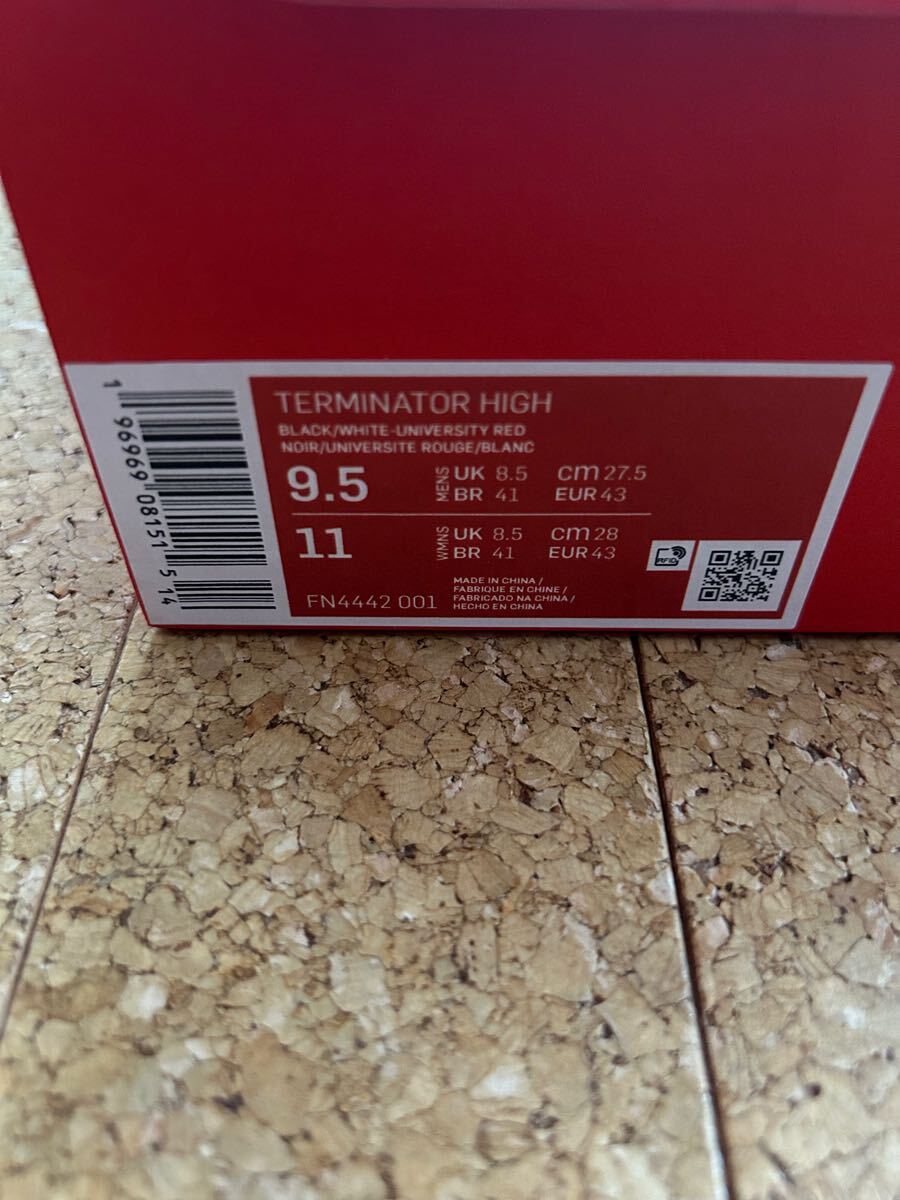 TERMINATOR HIGH
BLACK/WHITE-UNIVERSITY RED
NOIR/UNIVERSITE ROUGE/BLANC
9.5 MENS UK 8.5 cm 27.5
BR 41 EUR 43
11 WMNS UK 8.5 cm 28
BR 41 EUR 43
RFID
FN4442 001
MADE IN CHINA /
FABRIQUE EN CHINE /
FABRICADO NA CHINA /
HECHO EN CHINA
1 96969 08151 5 14